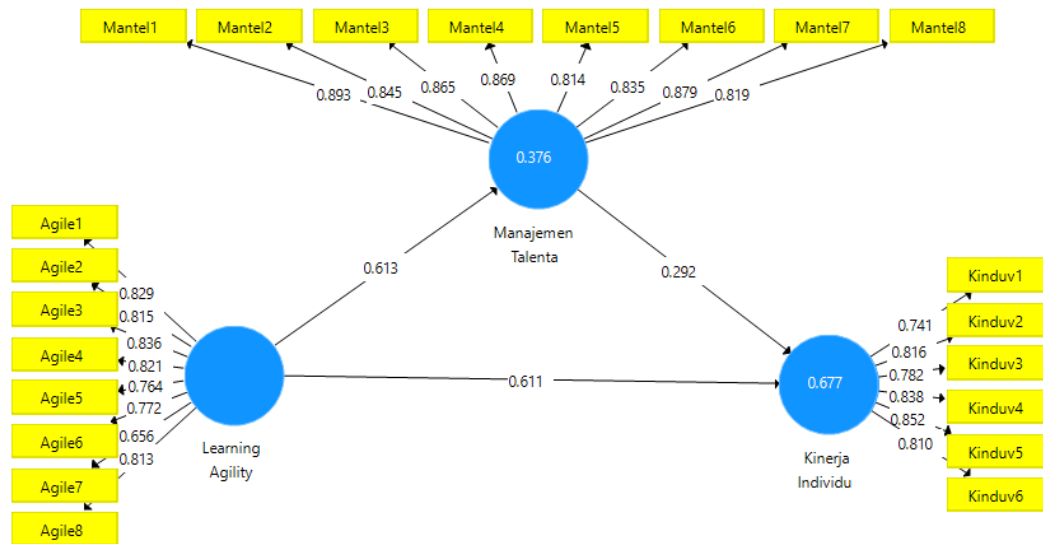 Mantel1 Mantel2 Mantel3 Mantel4 Mantel5 Mantel6 Mantel7 Mantel8
0.893 0.845 0.865 0.869 0.814 0.835 0.879 0.819
0.376
Manajemen
Talenta
0.613
0.292
Agile1
Agile2
Agile3
Agile4
Agile5
Agile6
Agile7
Agile8
0.829
0.815
0.836
0.821
0.764
0.772
0.656
0.813
Learning
Agility
0.611
0.677
Kinerja
Individu
0.741
0.816
0.782
0.838
0.852
0.810
Kinduv1
Kinduv2
Kinduv3
Kinduv4
Kinduv5
Kinduv6